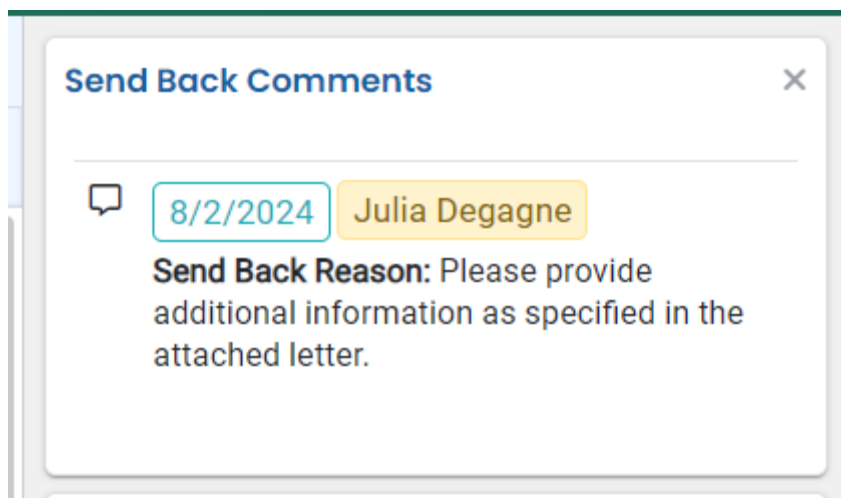 Send Back Comments
8/2/2024 Julia Degagne
Send Back Reason: Please provide
additional information as specified in the
attached letter.